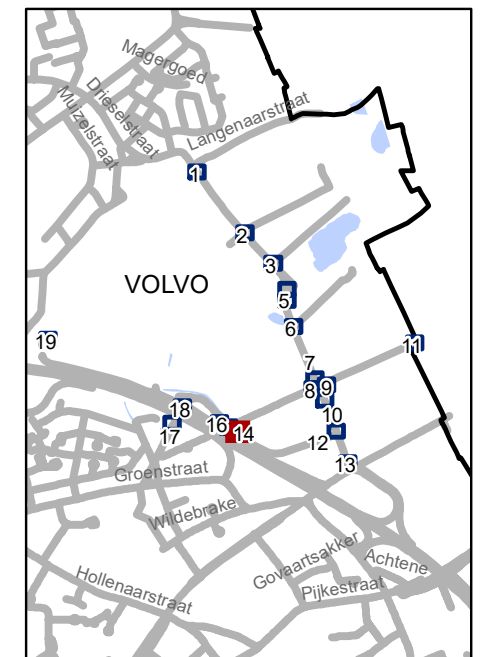 Magergoed
Drieselstraat
Muizelstraat
Langenaarstraat
1
2
3
VOLVO
5
6
19
11
7
8
9
18
10
16
14
17
12
13
Groenstraat
Wildebrake
Govaartsakker
Achtene
Hollenaarstraat
Pijkestraat